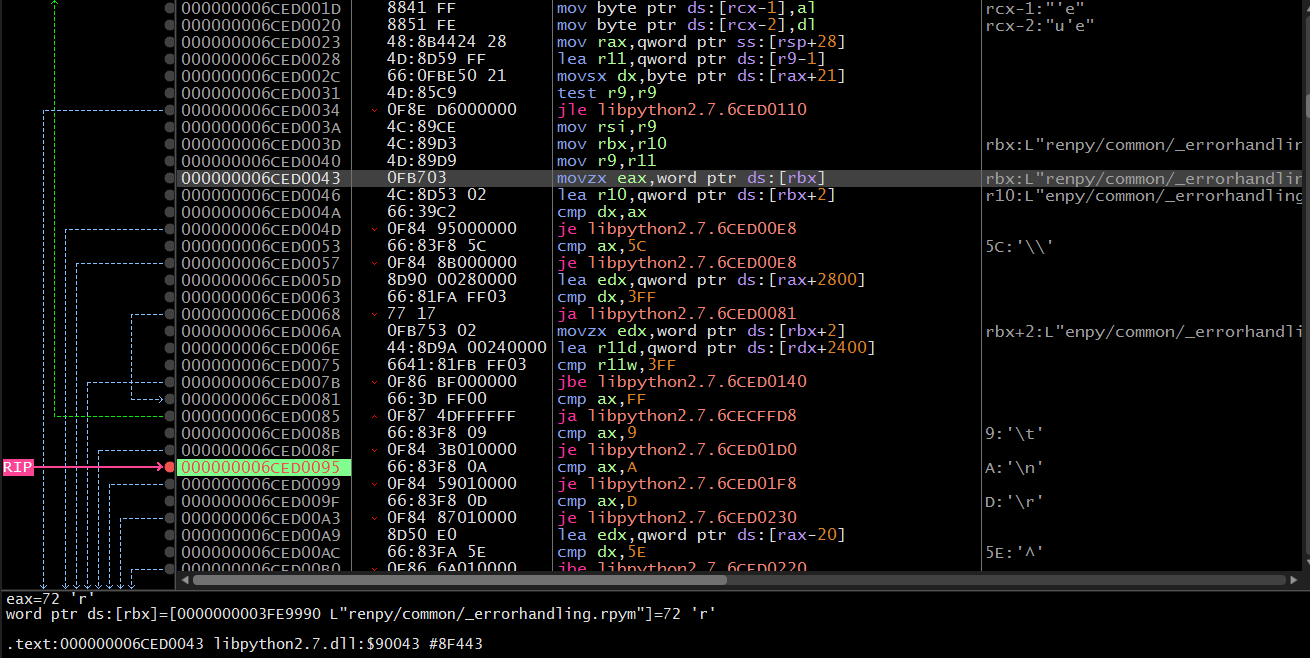 000000006CED001D 8841 FF mov byte ptr ds:[rcx-1],al rcx-1:"'e"
000000006CED0020 8851 FE mov byte ptr ds:[rcx-2],dl rcx-2:"u'e"
000000006CED0023 48:8B4424 28 mov rax,qword ptr ss:[rsp+28]
000000006CED0028 4D:8D59 FF lea r11,qword ptr ds:[r9-1]
000000006CED002C 66:0FBE50 21 movsx dx,byte ptr ds:[rax+21]
000000006CED0031 4D:85C9 test r9,r9
000000006CED0034 0F8E D6000000 jle libpython2.7.6CED0110
000000006CED003A 4C:89CE mov rsi,r9
000000006CED003D 4C:89D3 mov rbx,r10 rbx:L"renpy/common/_errorhandlin
000000006CED0040 4D:89D9 mov r9,r11
000000006CED0043 0FB703 movzx eax,word ptr ds:[rbx] rbx:L"renpy/common/_errorhandlin
000000006CED0046 4C:8D53 02 lea r10,qword ptr ds:[rbx+2] r10:L"enpy/common/_errorhandling
000000006CED004A 66:39C2 cmp dx,ax
000000006CED004D 0F84 95000000 je libpython2.7.6CED00E8
000000006CED0053 66:83F8 5C cmp ax,5C 5C:'\\'
000000006CED0057 0F84 8B000000 je libpython2.7.6CED00E8
000000006CED005D 8D90 00280000 lea edx,qword ptr ds:[rax+2800]
000000006CED0063 66:81FA FF03 cmp dx,3FF
000000006CED0068 77 17 ja libpython2.7.6CED0081
000000006CED006A 0FB753 02 movzx edx,word ptr ds:[rbx+2] rbx+2:L"enpy/common/_errorhandli
000000006CED006E 44:8D9A 00240000 lea r11d,qword ptr ds:[rdx+2400]
000000006CED0075 6641:81FB FF03 cmp r11w,3FF
000000006CED007B 0F86 BF000000 jbe libpython2.7.6CED0140
000000006CED0081 66:3D FF00 cmp ax,FF
000000006CED0085 0F87 4DFFFFFF ja libpython2.7.6CECFFD8
000000006CED008B 66:83F8 09 cmp ax,9 9:'\t'
000000006CED008F 0F84 3B010000 je libpython2.7.6CED01D0
RIP 000000006CED0095 66:83F8 0A cmp ax,A A:'\n'
000000006CED0099 0F84 59010000 je libpython2.7.6CED01F8
000000006CED009F 66:83F8 0D cmp ax,D D:'\r'
000000006CED00A3 0F84 87010000 je libpython2.7.6CED0230
000000006CED00A9 8D50 E0 lea edx,qword ptr ds:[rax-20]
000000006CED00AC 66:83FA 5E cmp dx,5E 5E:'^'
000000006CED00B0 0F86 6A010000 jbe libpython2.7.6CED0220
eax=72 'r'
word ptr ds:[rbx]=[0000000003FE9990 L"renpy/common/_errorhandling.rpym"]=72 'r'
.text:000000006CED0043 libpython2.7.dll:$90043 #8F443